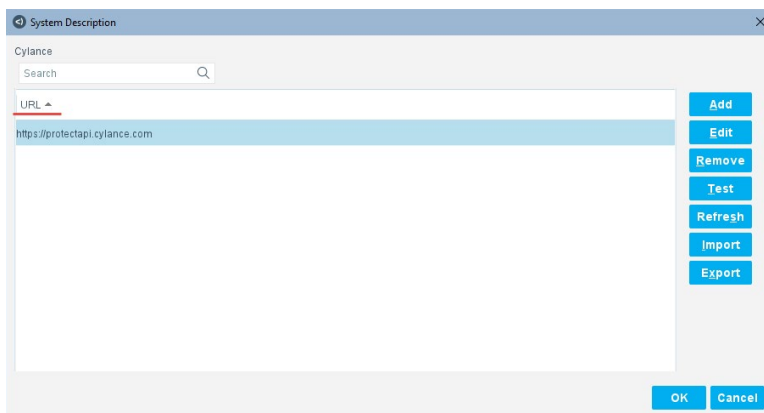 System Description
Cylance
Search
URL
https://protectapi.cylance.com
Add
Edit
Remove
Test
Refresh
Import
Export
OK
Cancel